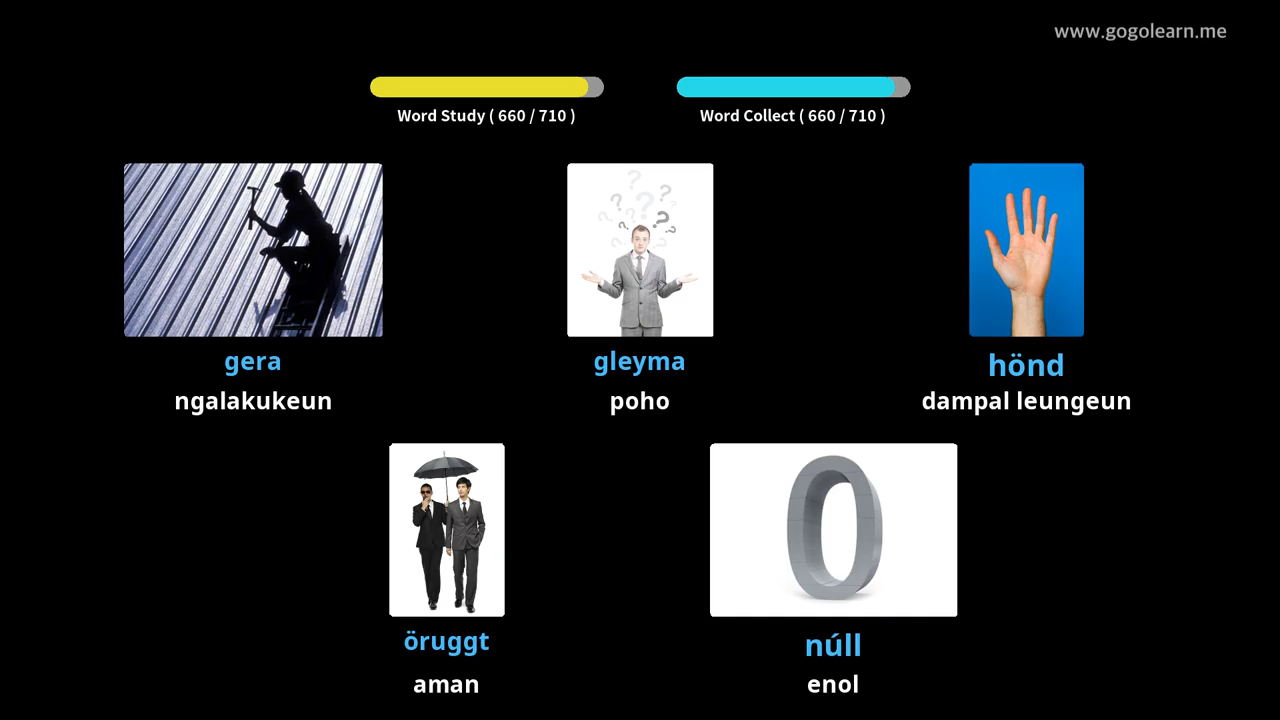 www.gogolearn.me
Word Study ( 660 / 710 )
Word Collect ( 660 / 710 )
gera
gleyma
hönd
ngalakukeun
poho
dampal leungeun
öruggt
núll
aman
enol